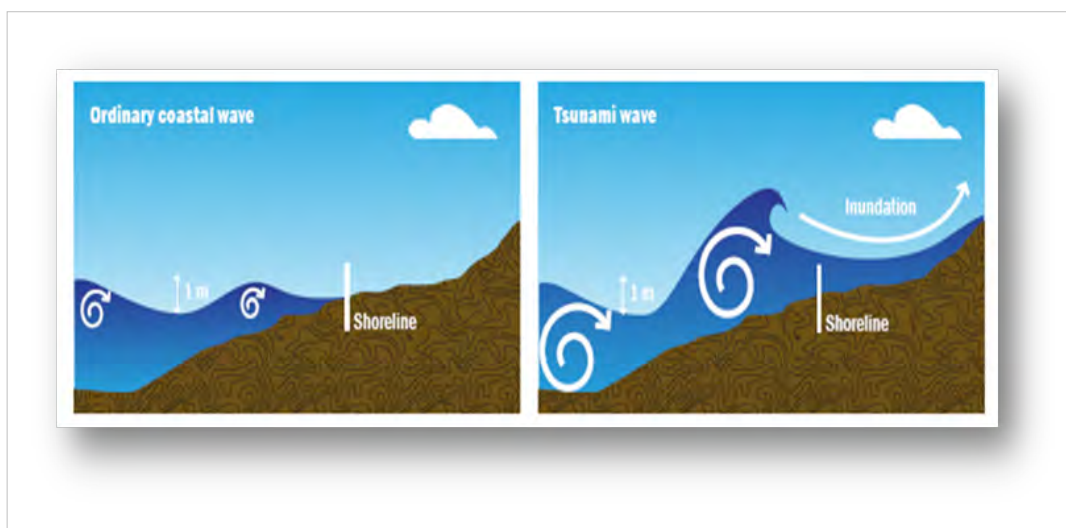 Ordinary coastal wave
1 m
Shoreline
Tsunami wave
Inundation
1 m
Shoreline